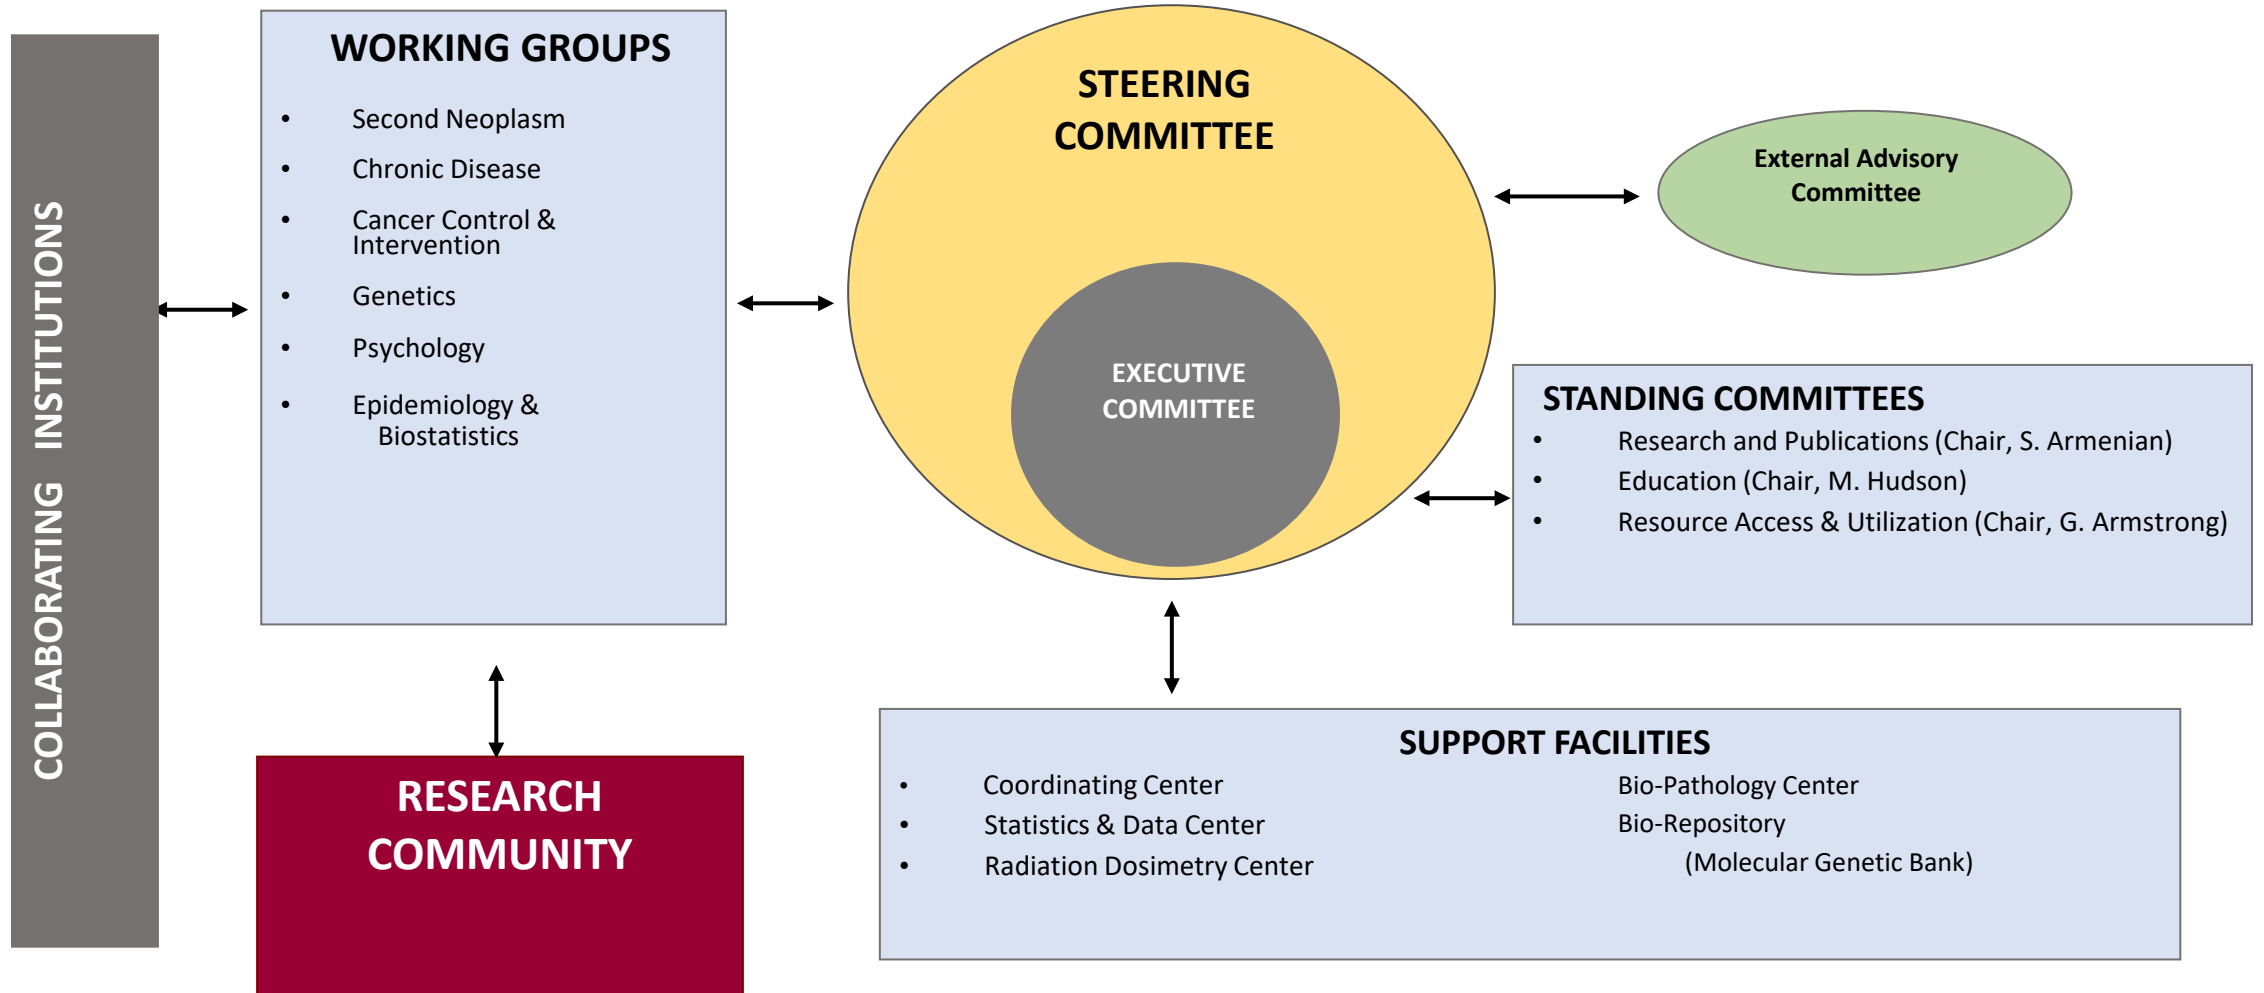 COLLABORATING INSTITUTIONS
WORKING GROUPS
• Second Neoplasm
• Chronic Disease
• Cancer Control &
Intervention
• Genetics
• Psychology
• Epidemiology &
Biostatistics
RESEARCH
COMMUNITY
STEERING
COMMITTEE
EXECUTIVE
COMMITTEE
External Advisory
Committee
STANDING COMMITTEES
• Research and Publications (Chair, S. Armenian)
• Education (Chair, M. Hudson)
• Resource Access & Utilization (Chair, G. Armstrong)
SUPPORT FACILITIES
• Coordinating Center
• Statistics & Data Center
• Radiation Dosimetry Center
Bio-Pathology Center
Bio-Repository
(Molecular Genetic Bank)